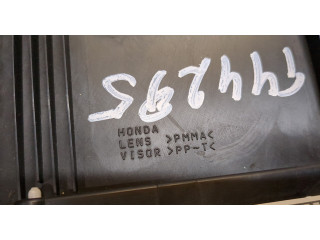 HONDA
LENS >PMMA<
VISOR >PP-T<